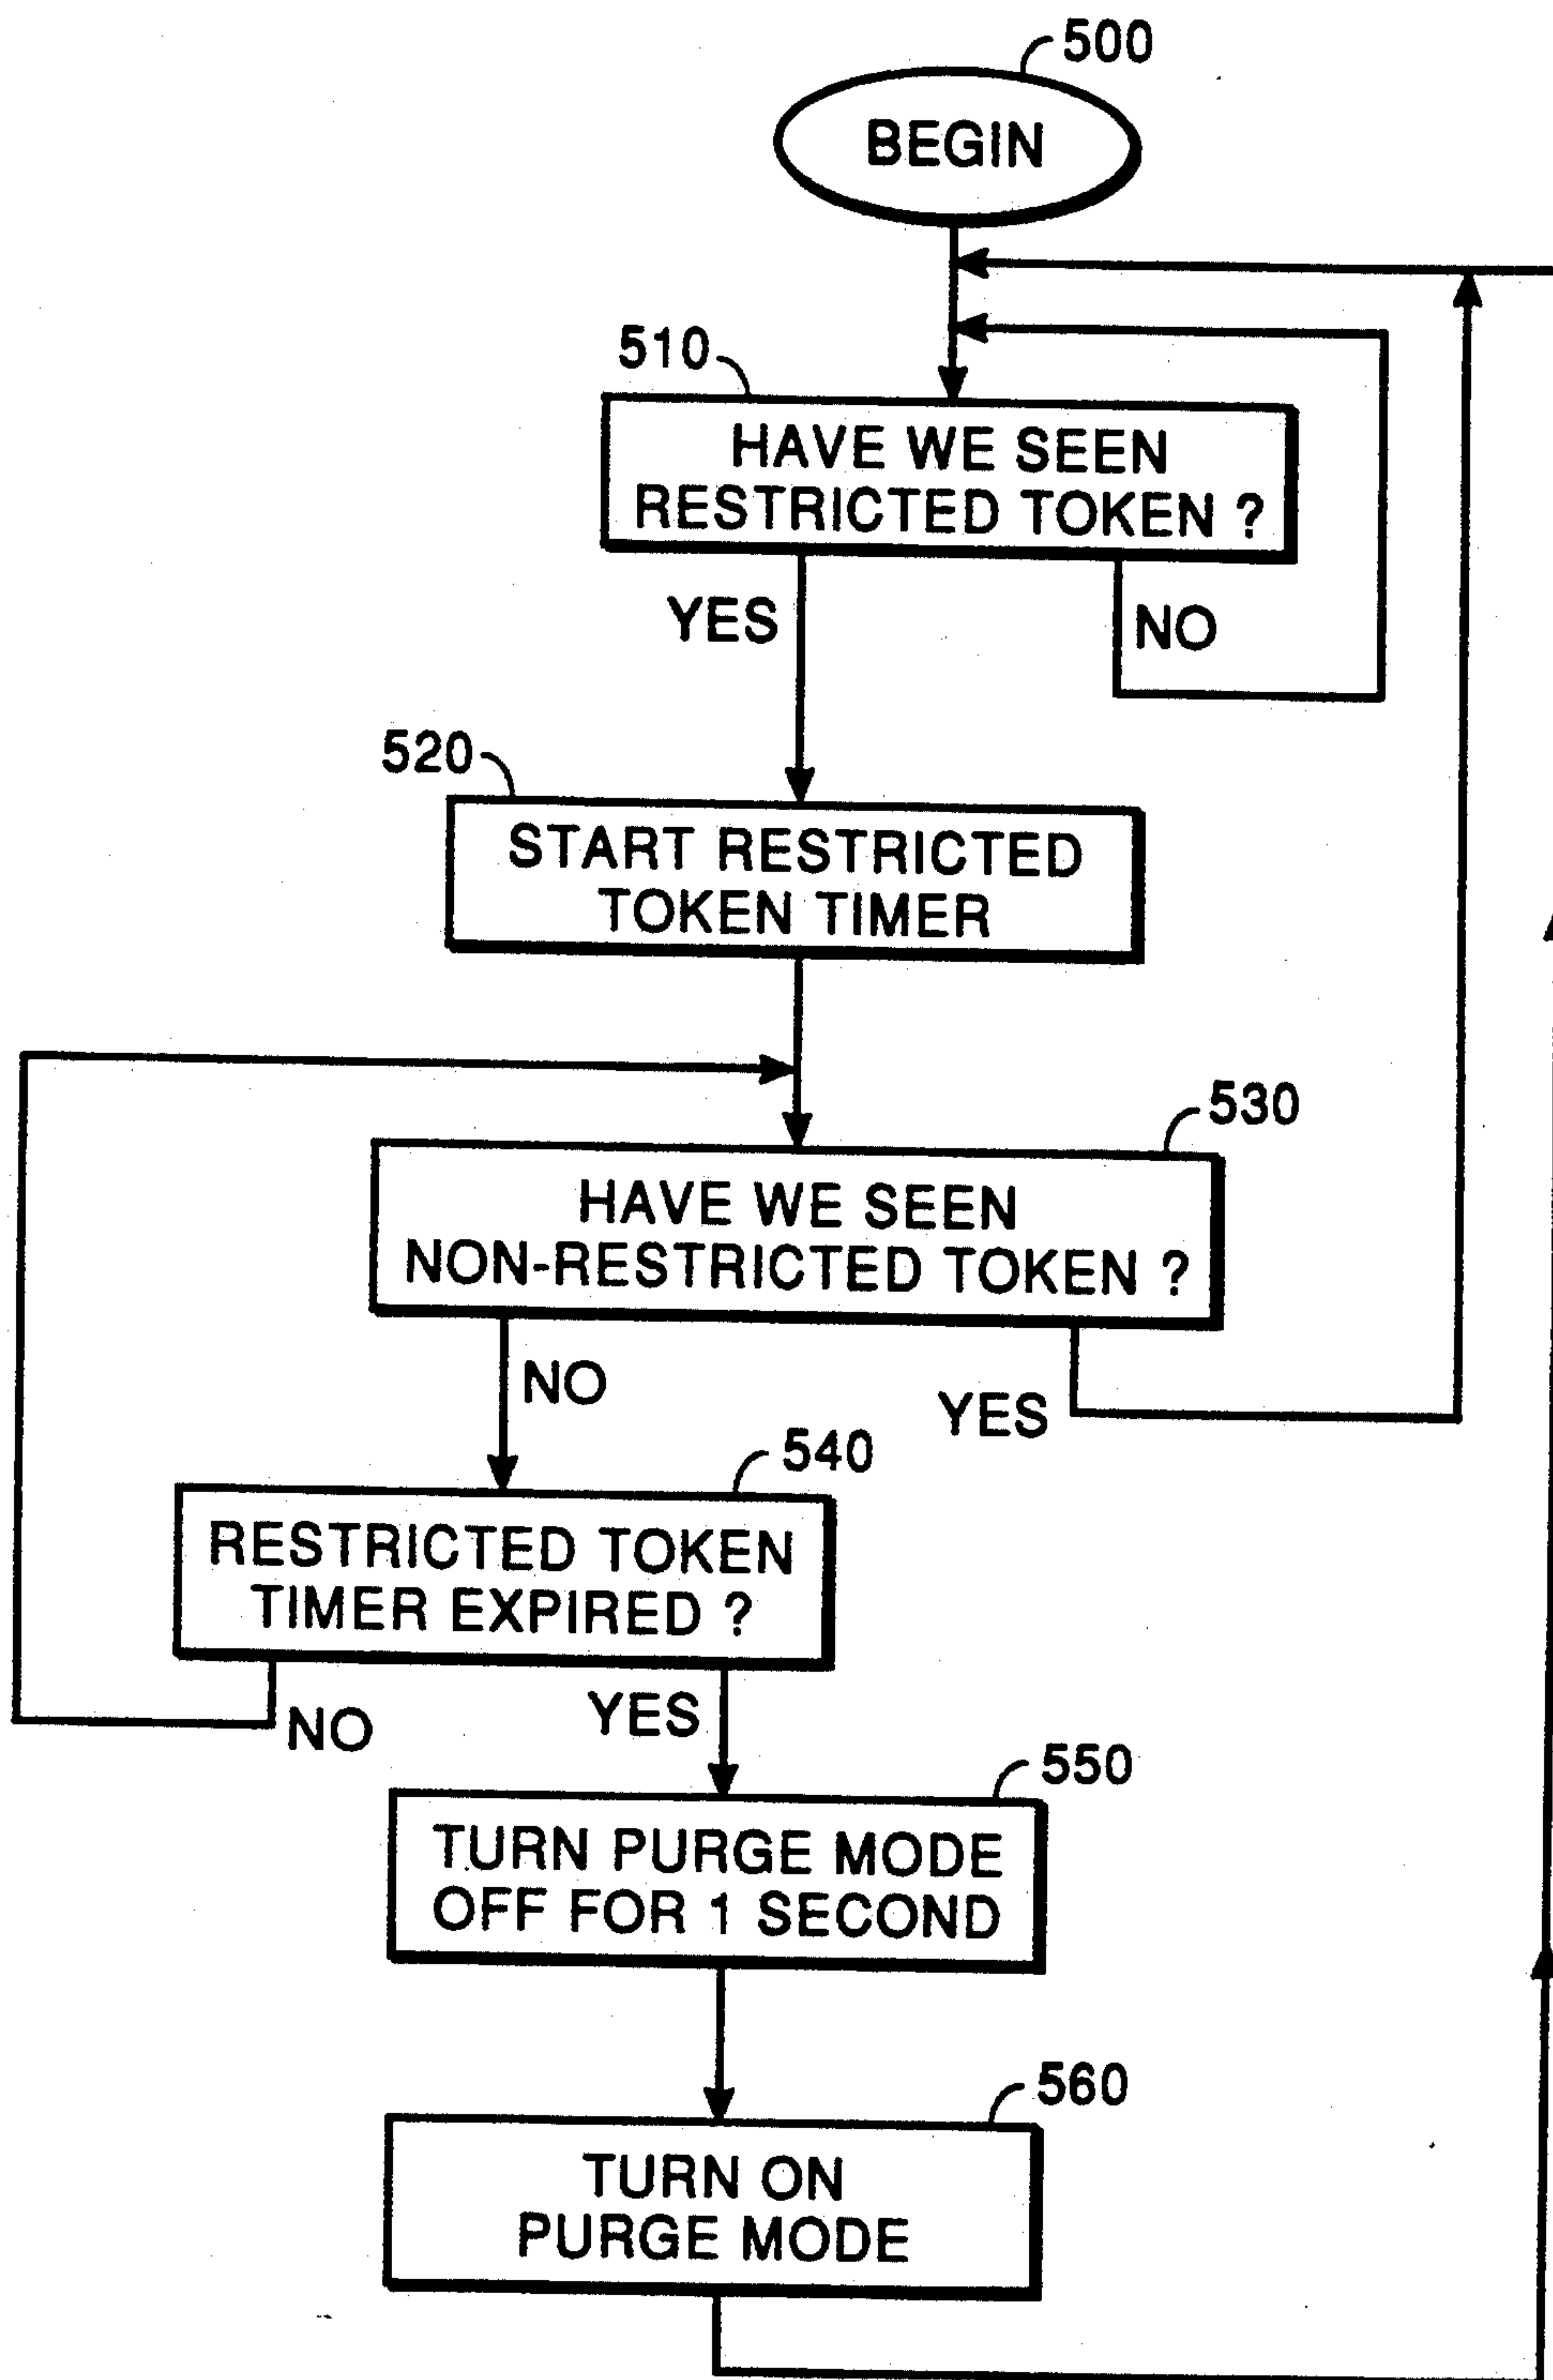 500
BEGIN
510
HAVE WE SEEN
RESTRICTED TOKEN ?
YES
NO
520
START RESTRICTED
TOKEN TIMER
530
HAVE WE SEEN
NON-RESTRICTED TOKEN ?
NO
YES
540
RESTRICTED TOKEN
TIMER EXPIRED ?
NO
YES
550
TURN PURGE MODE
OFF FOR 1 SECOND
560
TURN ON
PURGE MODE